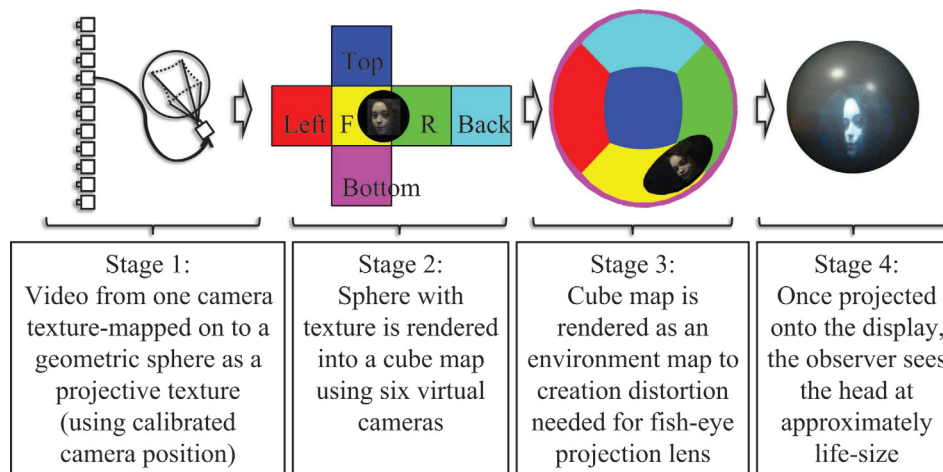 Top
Left F R Back
Bottom
Stage 1:
Video from one camera
texture-mapped on to a
geometric sphere as a
projective texture
(using calibrated
camera position)
Stage 2:
Sphere with
texture is rendered
into a cube map
using six virtual
cameras
Stage 3:
Cube map is
rendered as an
environment map to
creation distortion
needed for fish-eye
projection lens
Stage 4:
Once projected
onto the display,
the observer sees
the head at
approximately
life-size